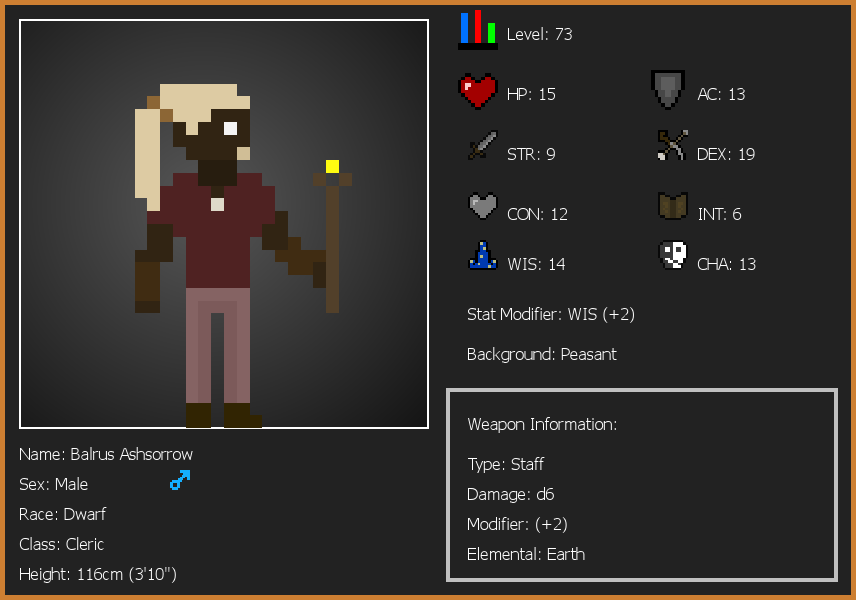 Level: 73
HP: 15
AC: 13
STR: 9
DEX: 19
CON: 12
INT: 6
WIS: 14
CHA: 13
Stat Modifier: WIS (+2)
Background: Peasant
Weapon Information:
Type: Staff
Damage: d6
Modifier: (+2)
Elemental: Earth
Name: Balrus Ashsorrow
Sex: Male
Race: Dwarf
Class: Cleric
Height: 116cm (3'10")